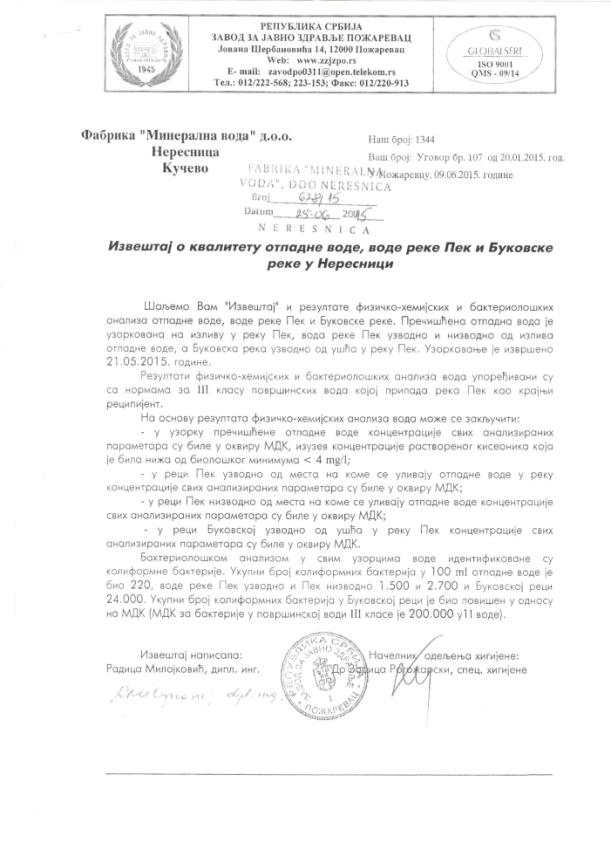 РЕПУБЛИКА СРБИЈА
ЗАВОД ЗА ЈАВНО ЗДРАВЉЕ ПОЖАРЕВАЦ
Јована Шербановића 14, 12000 Пожаревац
Web: www.zzjzpo.rs
E- mail: zavodpo0311@open.telekom.rs
Тел.: 012/222-568; 223-153; Факс: 012/220-913
1945
GLOBALSERT
ISO 9001
QMS - 09/14
Фабрика "Минерална вода" д.о.о.
Нересница
Кучево
Наш број: 1344
Ваш број: Уговор бр. 107 од 20.01.2015. год.
У Пожаревцу, 09.06.2015. године
FABRIKA "MINERALNA
VODA", DOO NERESNICA
Broj
Datum 25-06 2015
NERESNICA
Извештај о квалитету отпадне воде, воде реке Пек и Буковске
реке у Нересници
Шаљемо Вам "Извештај" и резултате физичко-хемијских и бактериолошких
анализа отпадне воде, воде реке Пек и Буковске реке. Пречишћена отпадна вода је
узоркована на изливу у реку Пек, вода реке Пек узводно и низводно од излива
отпадне воде, а Буковска река узводно од ушћа у реку Пек. Узорковање је извршено
21.05.2015. године.
Резултати физичко-хемијских и бактериолошких анализа вода упоређивани су
са нормама за III класу површинских вода којој припада река Пек као крајњи
реципијент.
На основу резултата физичко-хемијских анализа вода може се закључити:
- у узорку пречишћене отпадне воде концентрације свих анализираних
параметара су биле у оквиру МДК, изузев концентрације раствореног кисеоника која
је била нижа од биолошког минимума < 4 mg/l;
- у реци Пек узводно од места на коме се уливају отпадне воде у реку
концентрације свих анализираних параметара су биле у оквиру МДК;
- у реци Пек низводно од места на коме се уливају отпадне воде концентрације
свих анализираних параметара су биле у оквиру МДК;
- у реци Буковској узводно од ушћа у реку Пек концентрације свих
анализираних параметара су биле у оквиру МДК.
Бактериолошком анализом у свим узорцима воде идентификоване су
колиформне бактерије. Укупни број колиформних бактерија у 100 ml отпадне воде је
био 220, воде реке Пек узводно и Пек низводно 1.500 и 2.700 и Буковској реци
24.000. Укупни број колиформних бактерија у Буковској реци је био повишен у односу
на МДК (МДК за бактерије у површинској води III класе је 200.000 у1l воде).
Извештај написала:
Радица Милојковић, дипл. инг.
Начелник одељења хигијене:
Др Зорица Рогожарски, спец. хигијене
РЕПУБЛИКА СРБИЈА
ЗАВОД ЗА ЈАВНО ЗДРАВЉЕ
ПОЖАРЕВАЦ